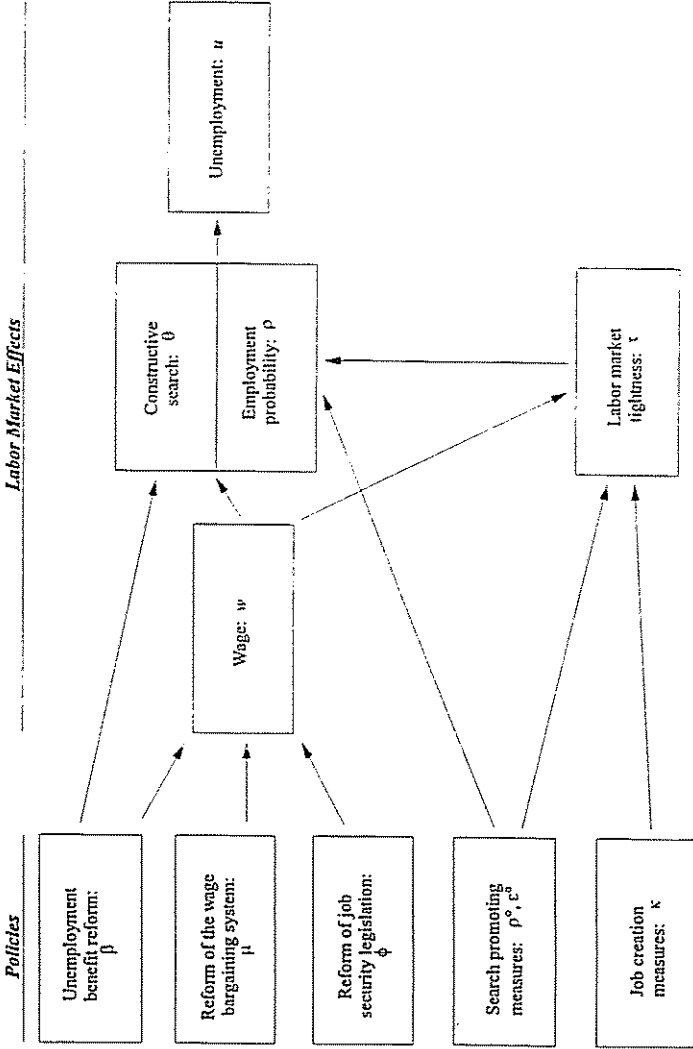 Policies
Labor Market Effects
Unemployment
benefit reform:
β
Reform of the wage
bargaining system:
μ
Reform of job
security legislation:
φ
Search promoting
measures: ρ°, ε°
Job creation
measures: κ
Wage: w
Constructive
search: θ
Employment
probability: ρ
Labor market
tightness: τ
Unemployment: u